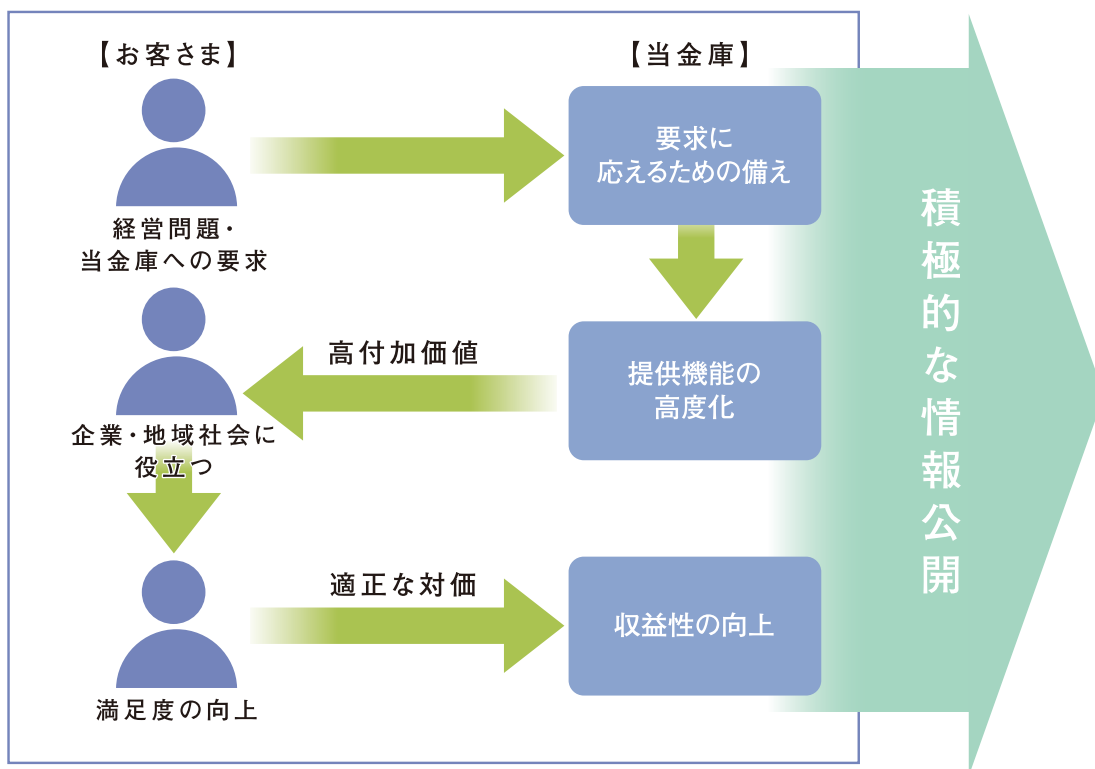 【お客さま】
【当金庫】
要求に
応えるための備え
経営問題・
当金庫への要求
高付加価値
提供機能の
高度化
企業・地域社会に
役立つ
適正な対価
収益性の向上
満足度の向上
積極的な情報公開